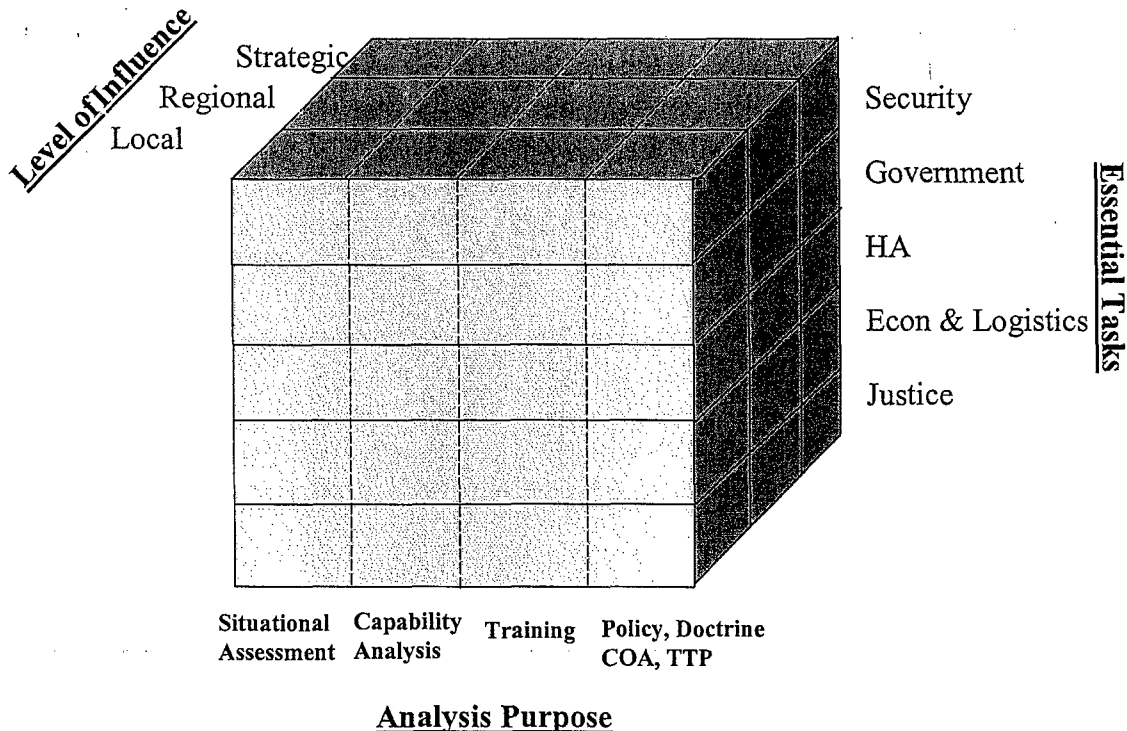 Level of Influence
Strategic
Regional
Local
Security
Government
HA
Econ & Logistics
Justice
Essential Tasks
Situational
Assessment
Capability
Analysis
Training
Policy, Doctrine
COA, TTP
Analysis Purpose